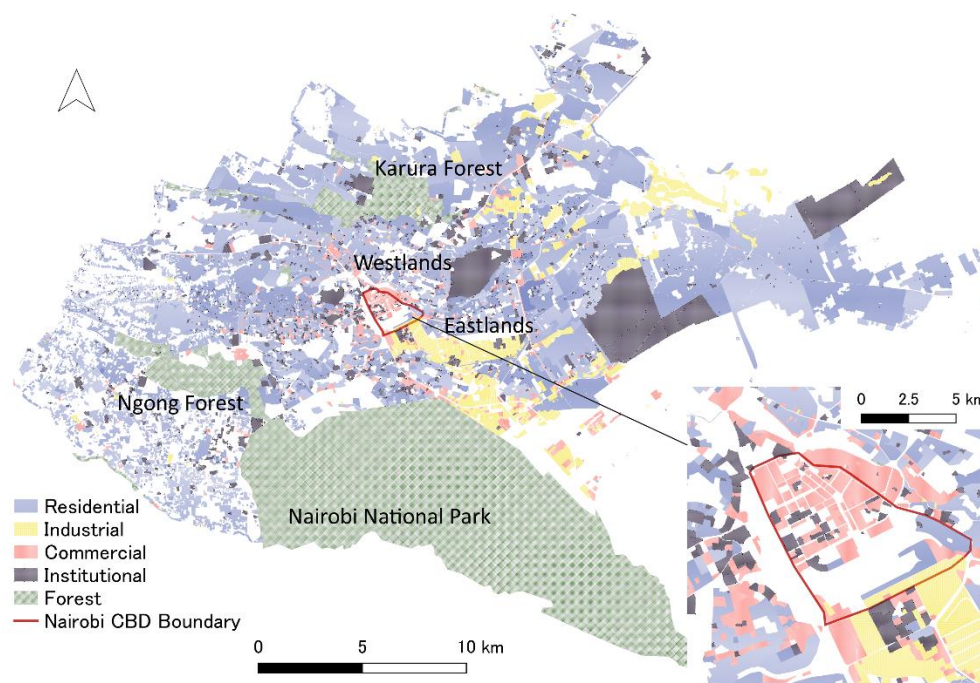 Karura Forest
Westlands
Eastlands
Ngong Forest
Nairobi National Park
0 2.5 5 km
Residential
Industrial
Commercial
Institutional
Forest
Nairobi CBD Boundary
0 5 10 km